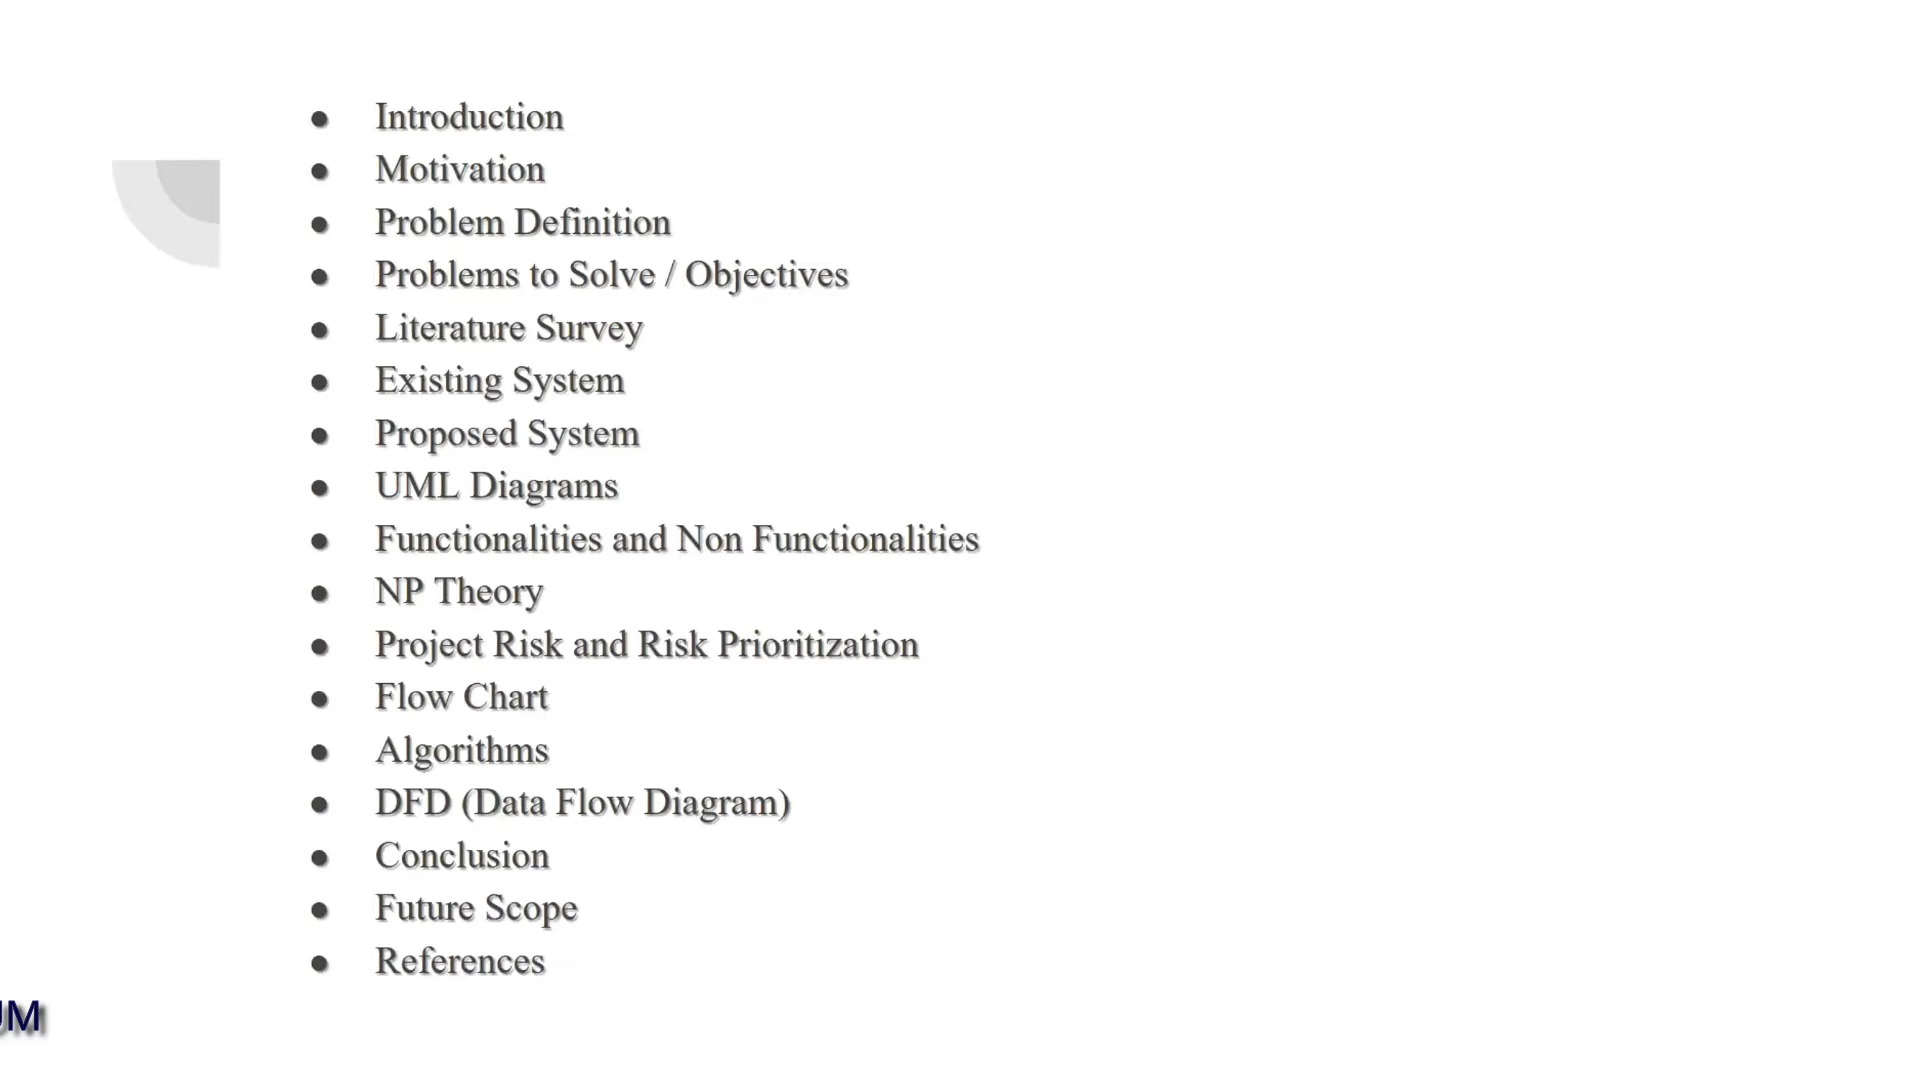 ● Introduction
● Motivation
● Problem Definition
● Problems to Solve / Objectives
● Literature Survey
● Existing System
● Proposed System
● UML Diagrams
● Functionalities and Non Functionalities
● NP Theory
● Project Risk and Risk Prioritization
● Flow Chart
● Algorithms
● DFD (Data Flow Diagram)
● Conclusion
● Future Scope
● References